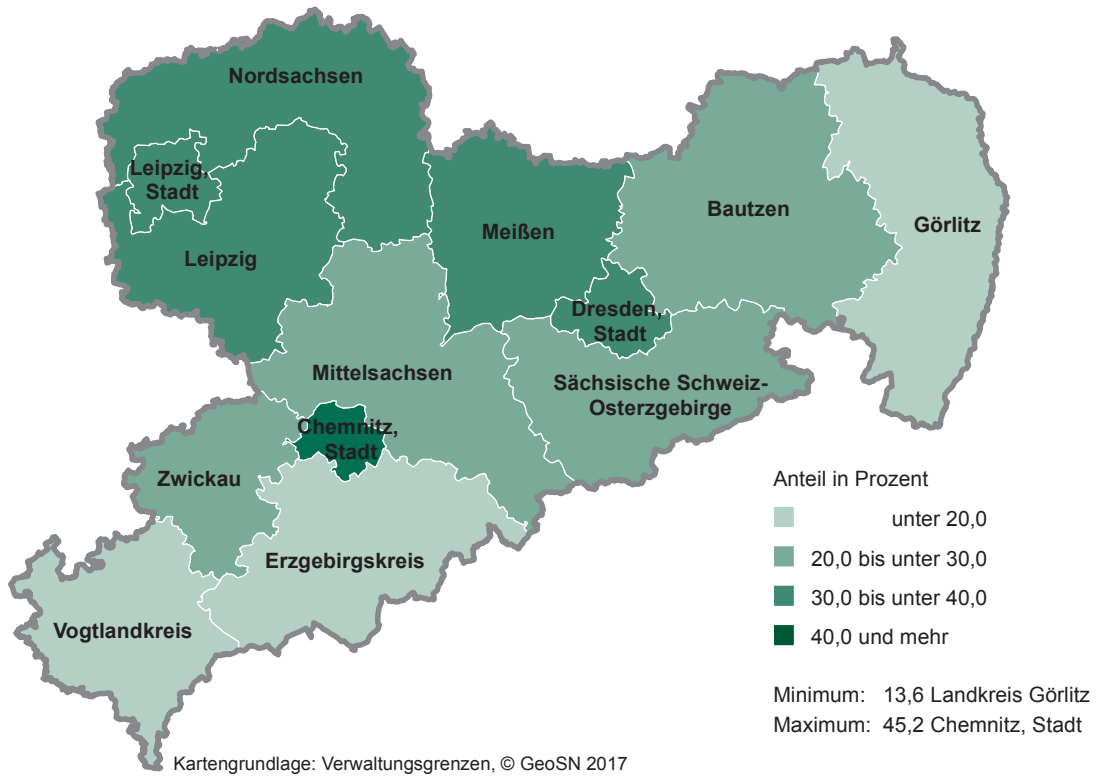 Nordsachsen
Leipzig,
Stadt
Leipzig
Meißen
Bautzen
Görlitz
Dresden,
Stadt
Mittelsachsen
Sächsische Schweiz-
Osterzgebirge
Chemnitz,
Stadt
Zwickau
Erzgebirgskreis
Vogtlandkreis
Anteil in Prozent
unter 20,0
20,0 bis unter 30,0
30,0 bis unter 40,0
40,0 und mehr
Minimum: 13,6 Landkreis Görlitz
Maximum: 45,2 Chemnitz, Stadt
Kartengrundlage: Verwaltungsgrenzen, © GeoSN 2017